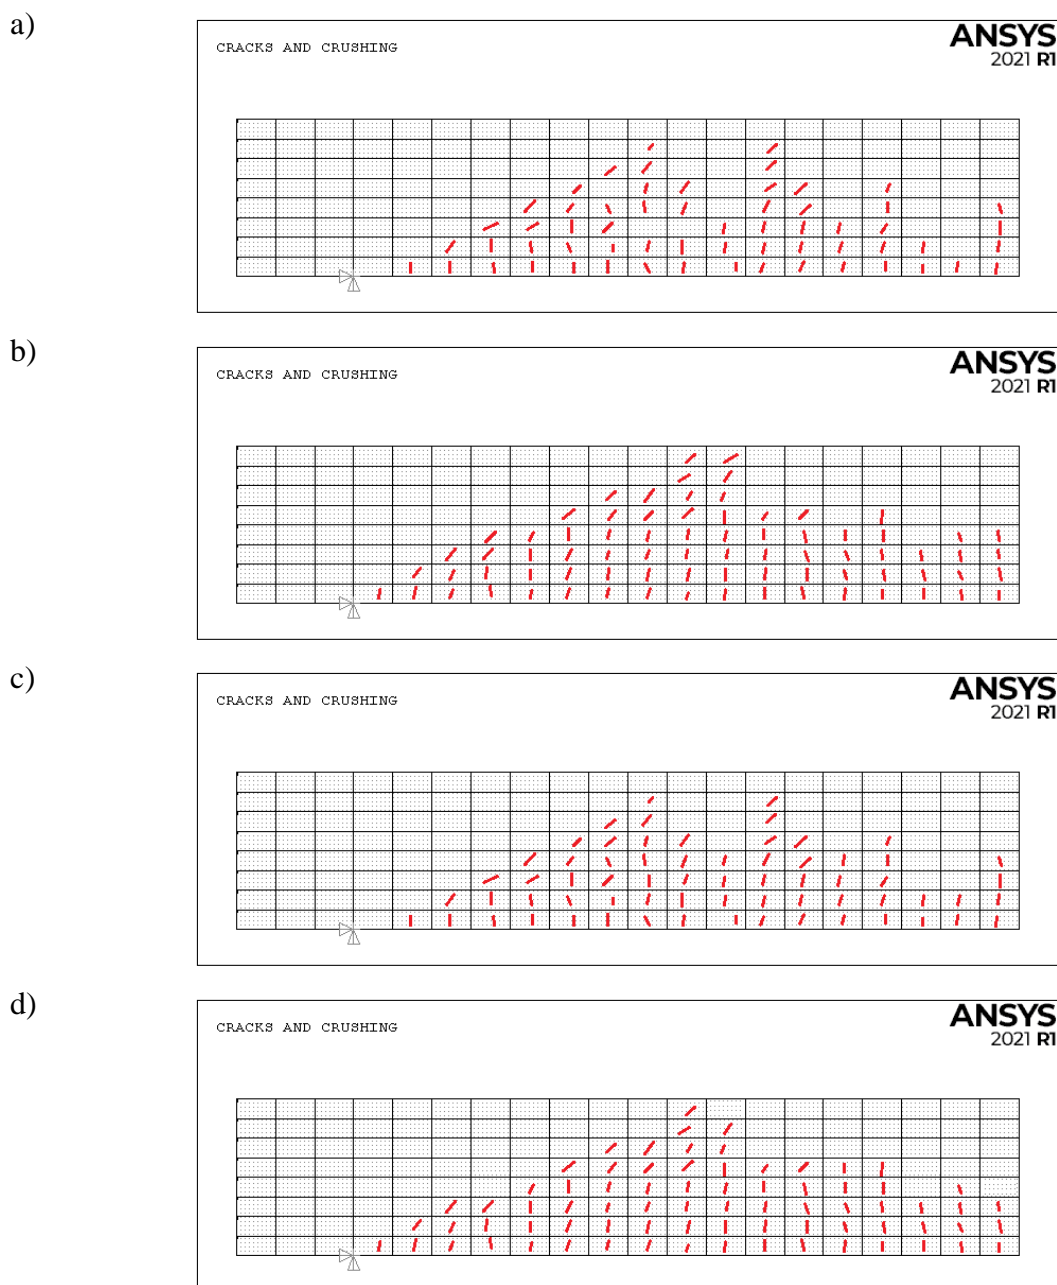 a)
CRACKS AND CRUSHING
ANSYS
2021 R1
b)
CRACKS AND CRUSHING
ANSYS
2021 R1
c)
CRACKS AND CRUSHING
ANSYS
2021 R1
d)
CRACKS AND CRUSHING
ANSYS
2021 R1